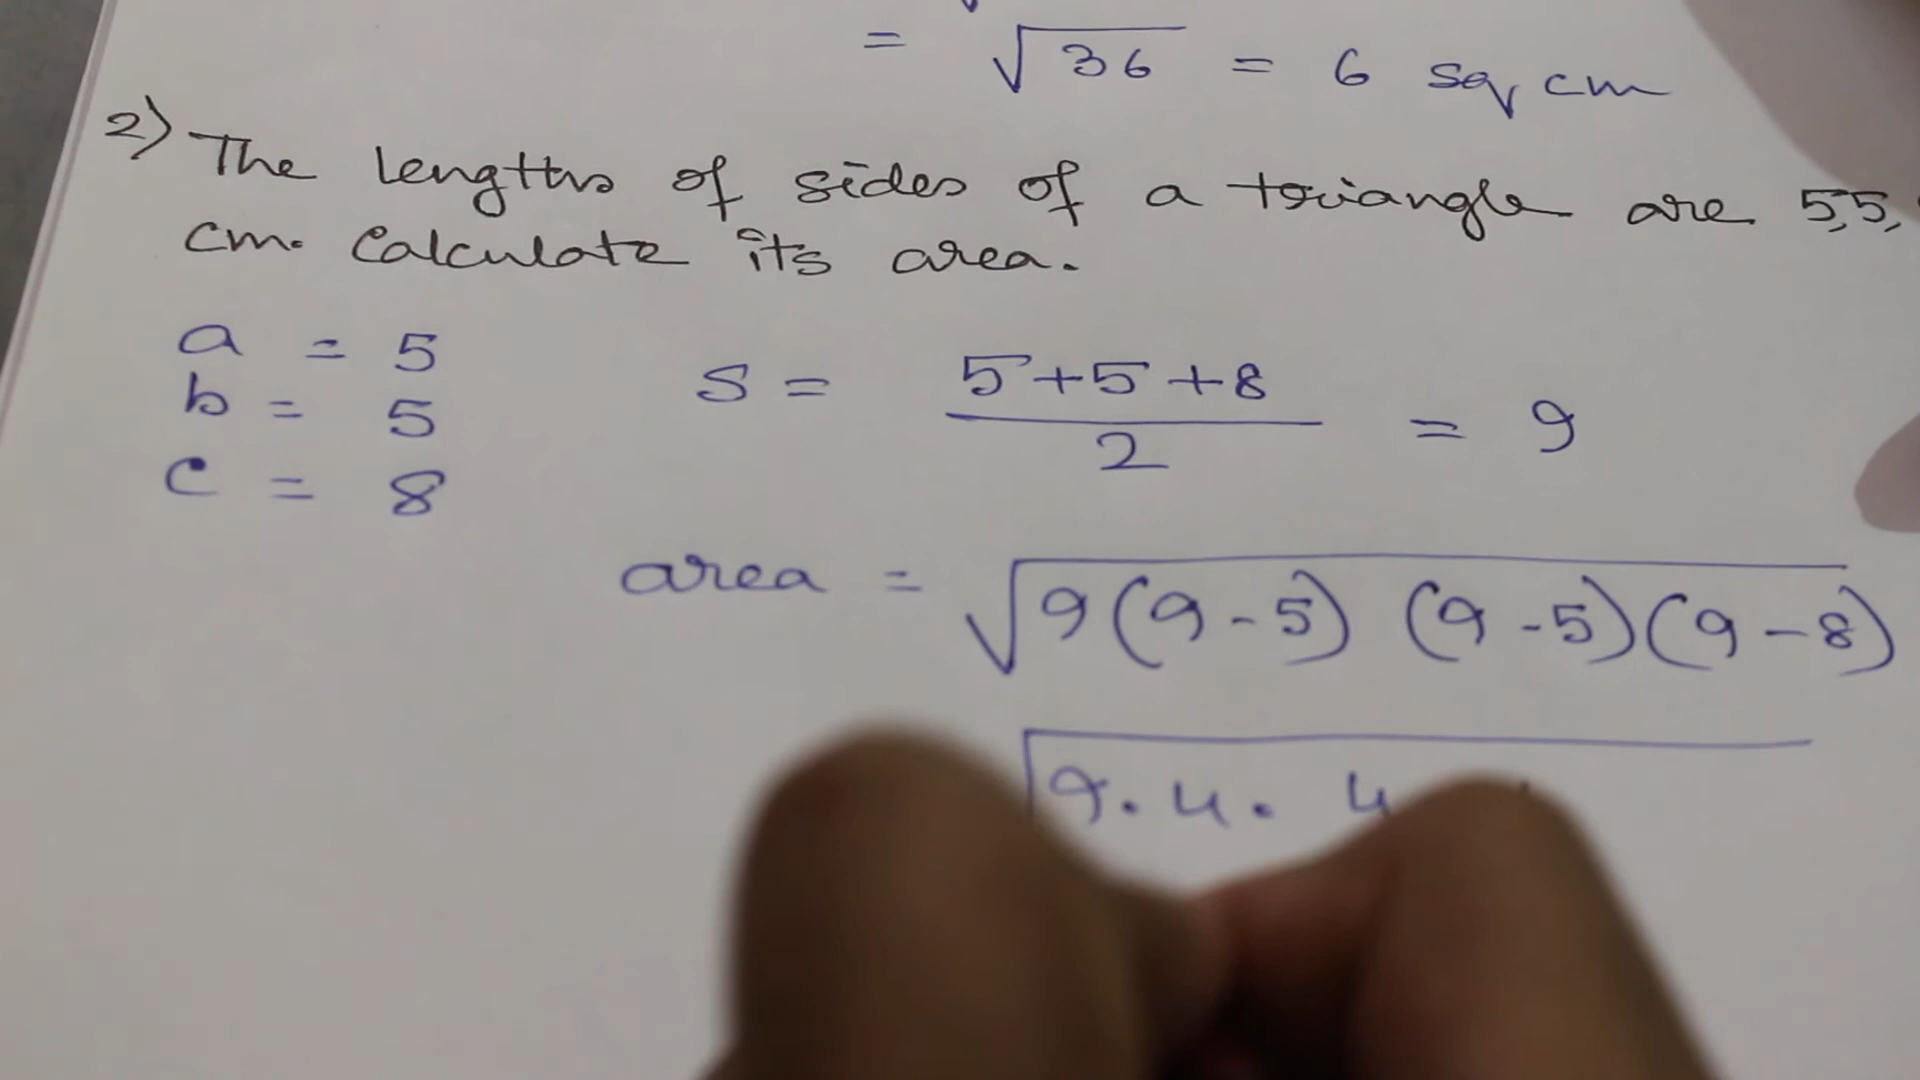 = √36 = 6 sq cm
2) The lengths of sides of a triangle are 5,5,
cm. Calculate its area.
a = 5
b = 5
c = 8
s = 5+5+8 / 2 = 9
area = √9(9-5) (9-5)(9-8)
√9.4. 4